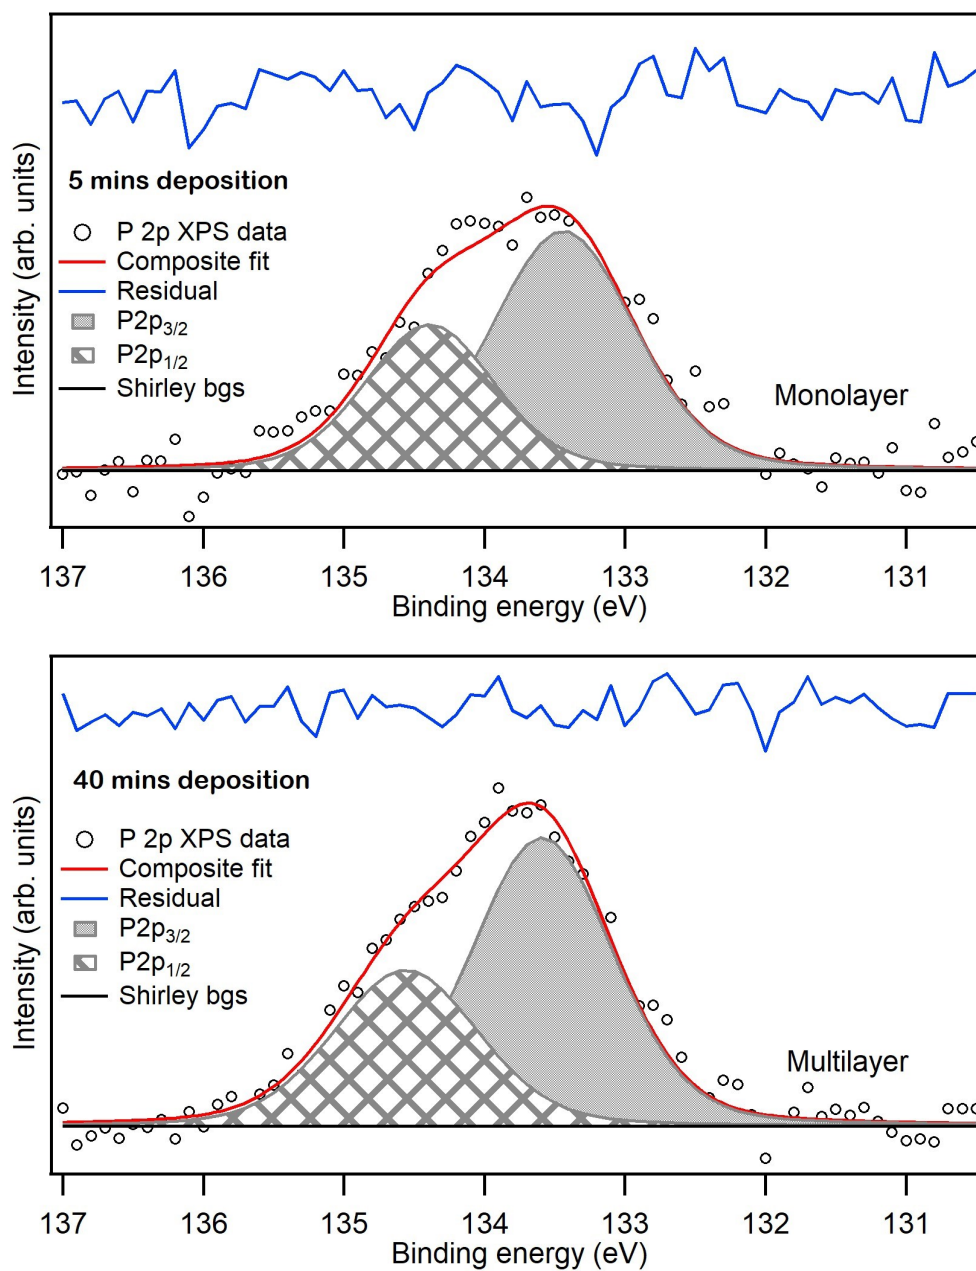 5 mins deposition
P 2p XPS data
Composite fit
Residual
P2p3/2
P2p1/2
Shirley bgs
Monolayer
Intensity (arb. units)
137 136 135 134 133 132 131
Binding energy (eV)
40 mins deposition
P 2p XPS data
Composite fit
Residual
P2p3/2
P2p1/2
Shirley bgs
Multilayer
Intensity (arb. units)
137 136 135 134 133 132 131
Binding energy (eV)